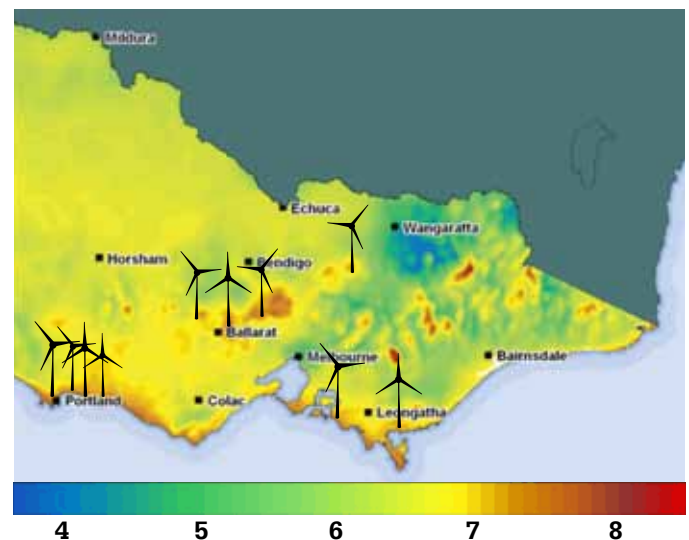 Mildura
Echuca
Wangaratta
Horsham
Bendigo
Ballarat
Melbourne
Bairnsdale
Portland
Colac
Leongatha
4 5 6 7 8